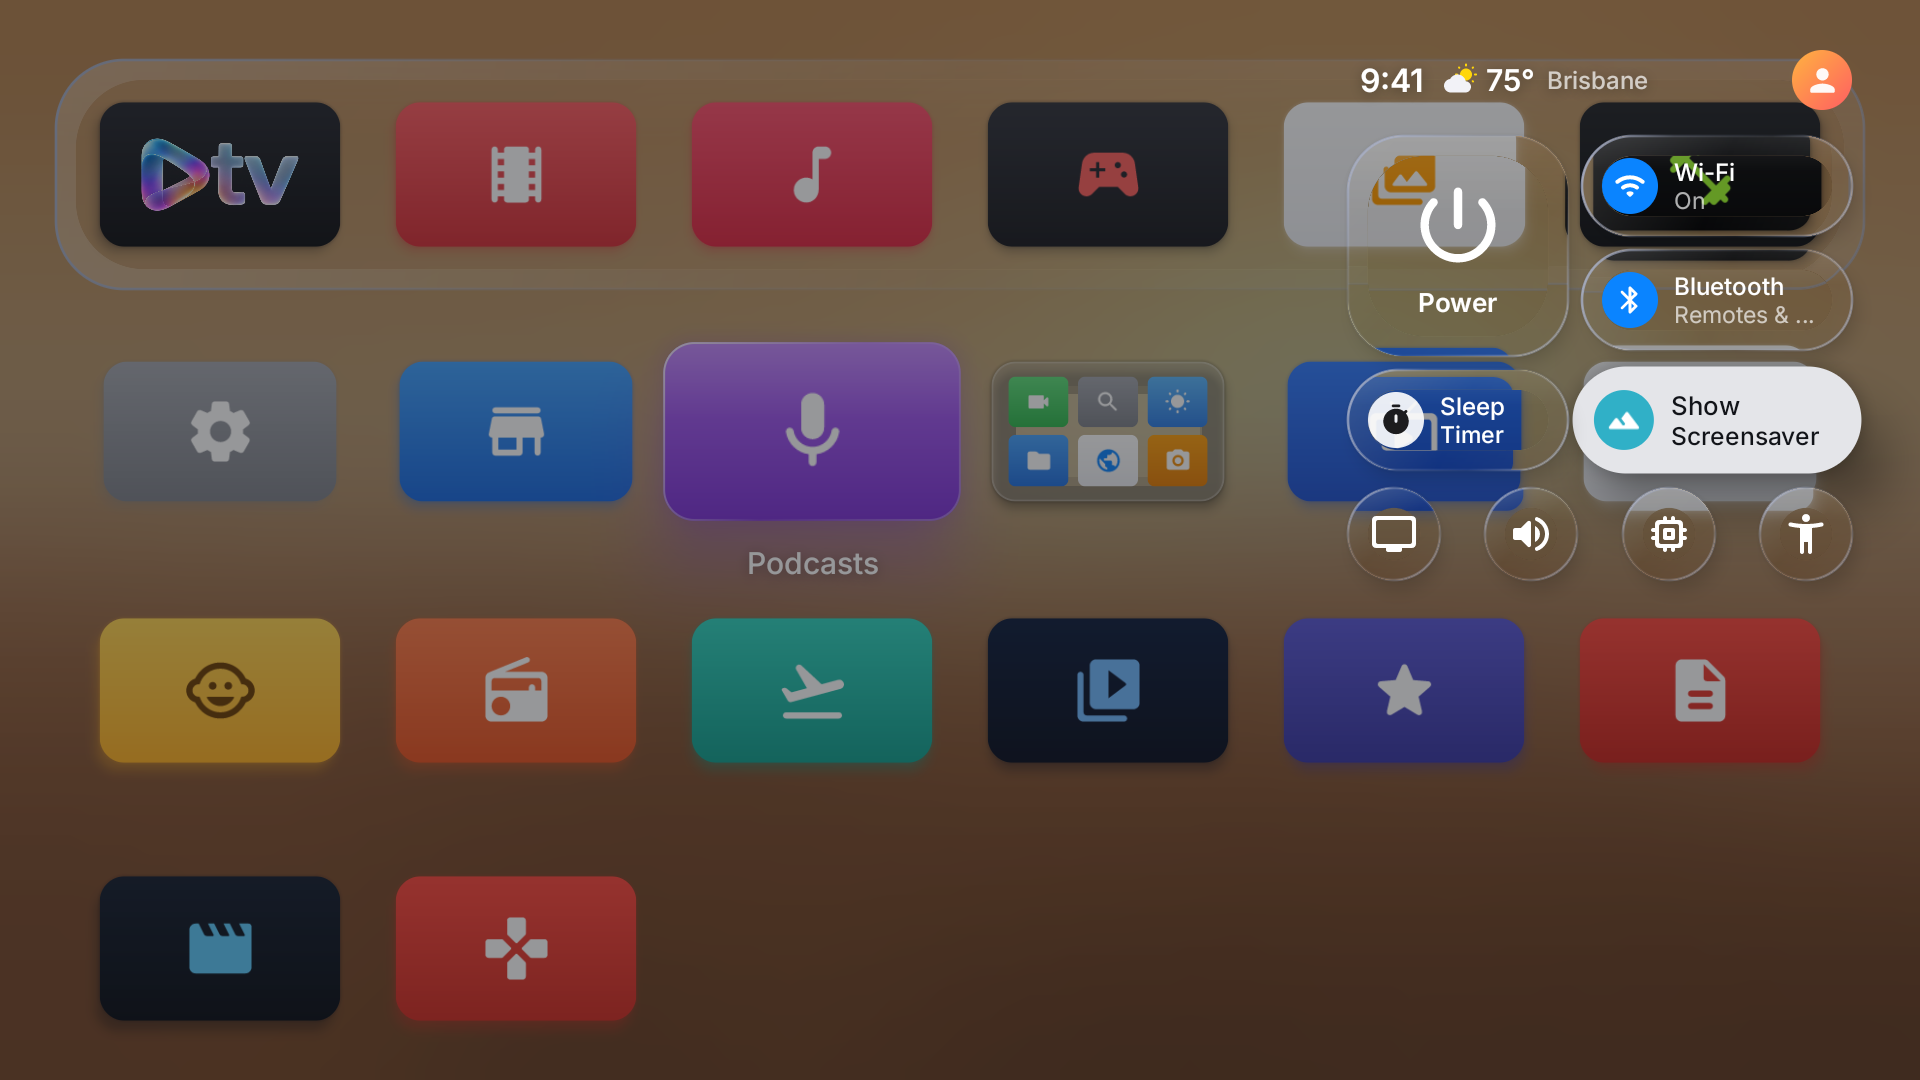 9:41 75° Brisbane
tv
Wi-Fi
On
Power
Bluetooth
Remotes & ...
Sleep
Timer
Show
Screensaver
Podcasts